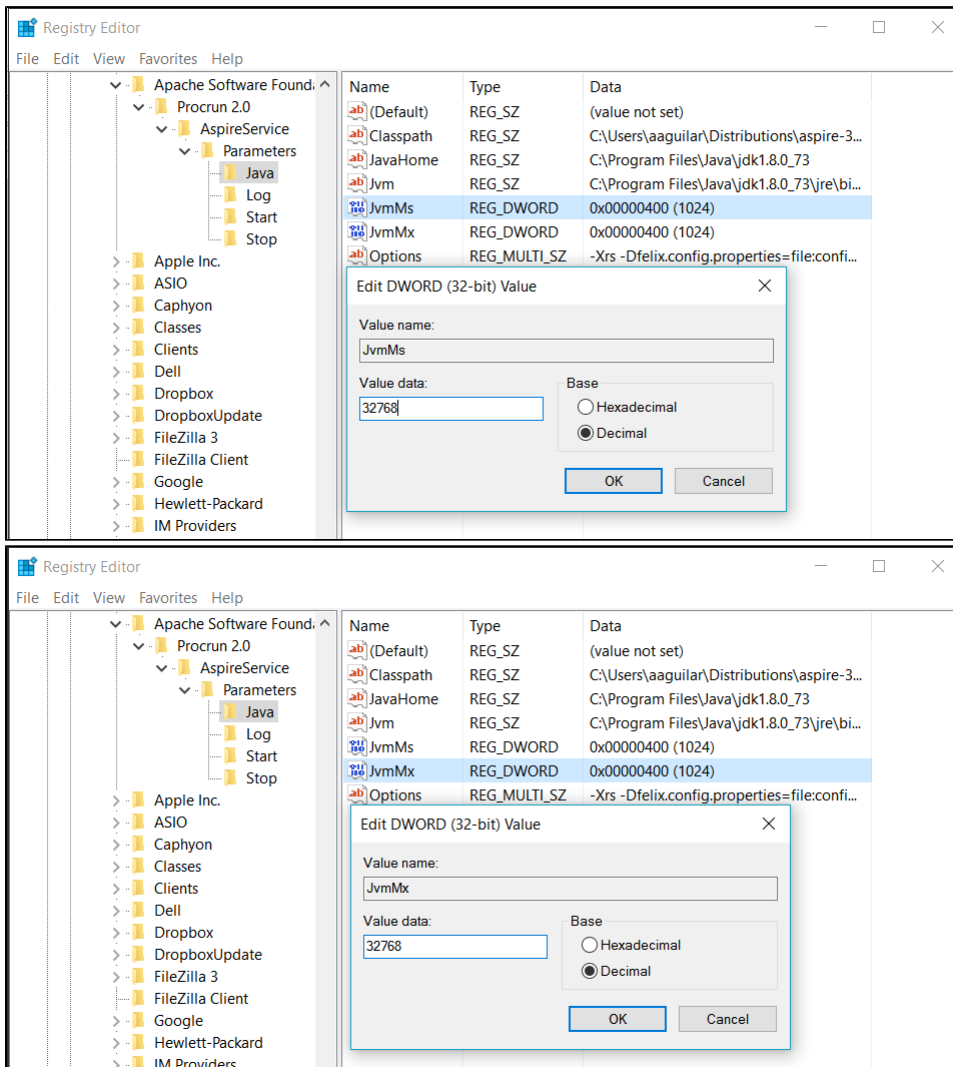 Registry Editor
File Edit View Favorites Help
Apache Software Founda
Procrun 2.0
AspireService
Parameters
Java
Log
Start
Stop
Apple Inc.
ASIO
Caphyon
Classes
Clients
Dell
Dropbox
DropboxUpdate
FileZilla 3
FileZilla Client
Google
Hewlett-Packard
IM Providers
Name Type Data
(Default) REG_SZ (value not set)
Classpath REG_SZ C:\Users\aaguilar\Distributions\aspire-3...
JavaHome REG_SZ C:\Program Files\Java\jdk1.8.0_73
Jvm REG_SZ C:\Program Files\Java\jdk1.8.0_73\jre\bi...
JvmMs REG_DWORD 0x00000400 (1024)
JvmMx REG_DWORD 0x00000400 (1024)
Options REG_MULTI_SZ -Xrs -Dfelix.config.properties=file:confi...
Edit DWORD (32-bit) Value
Value name:
JvmMs
Value data:
32768
Base
Hexadecimal
Decimal
OK Cancel
Registry Editor
File Edit View Favorites Help
Apache Software Founda
Procrun 2.0
AspireService
Parameters
Java
Log
Start
Stop
Apple Inc.
ASIO
Caphyon
Classes
Clients
Dell
Dropbox
DropboxUpdate
FileZilla 3
FileZilla Client
Google
Hewlett-Packard
IM Providers
Name Type Data
(Default) REG_SZ (value not set)
Classpath REG_SZ C:\Users\aaguilar\Distributions\aspire-3...
JavaHome REG_SZ C:\Program Files\Java\jdk1.8.0_73
Jvm REG_SZ C:\Program Files\Java\jdk1.8.0_73\jre\bi...
JvmMs REG_DWORD 0x00000400 (1024)
JvmMx REG_DWORD 0x00000400 (1024)
Options REG_MULTI_SZ -Xrs -Dfelix.config.properties=file:confi...
Edit DWORD (32-bit) Value
Value name:
JvmMx
Value data:
32768
Base
Hexadecimal
Decimal
OK Cancel